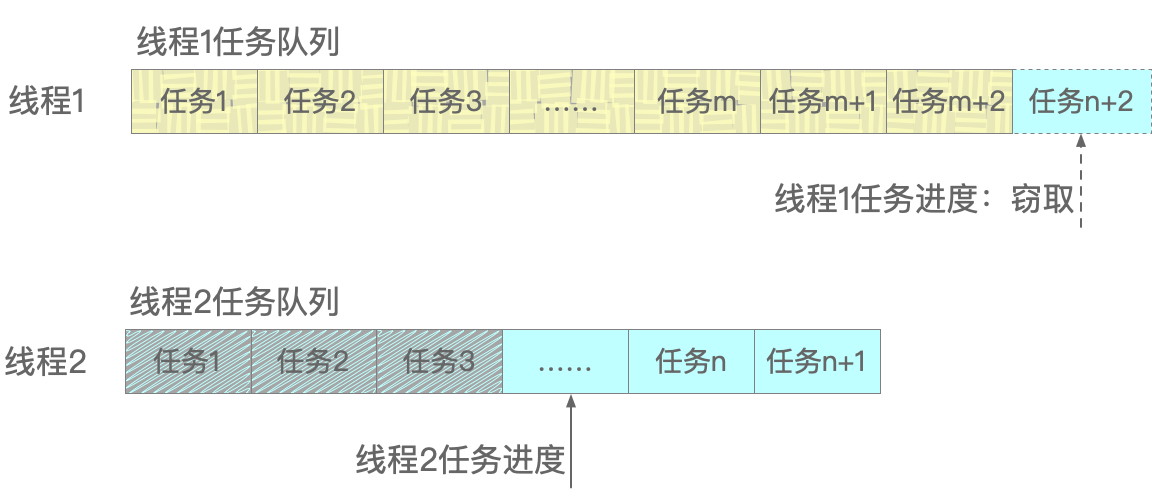 线程1任务队列
线程1
任务1 任务2 任务3 …… 任务m 任务m+1 任务m+2 任务n+2
线程1任务进度：窃取
线程2任务队列
线程2
任务1 任务2 任务3 …… 任务n 任务n+1
线程2任务进度